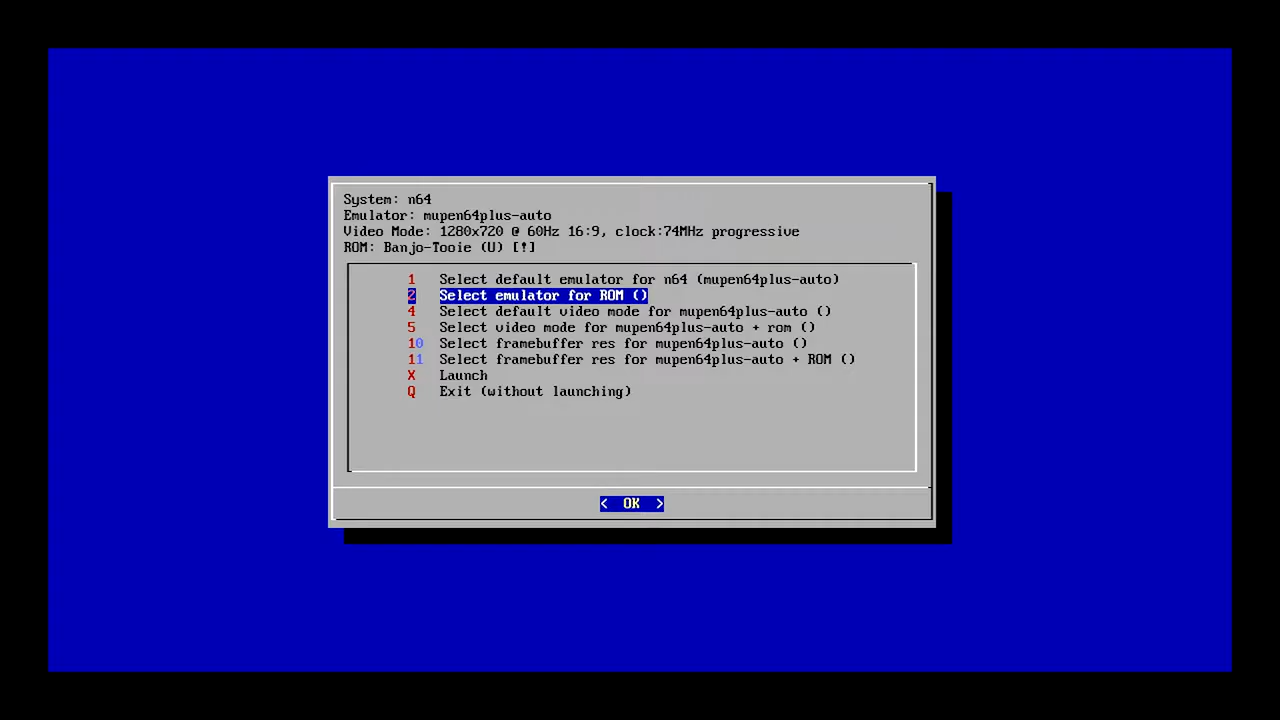 System: n64
Emulator: mupen64plus-auto
Video Mode: 1280x720 @ 60Hz 16:9, clock:74MHz progressive
ROM: Banjo-Tooie (U) [!]
1 Select default emulator for n64 (mupen64plus-auto)
2 Select emulator for ROM ()
4 Select default video mode for mupen64plus-auto ()
5 Select video mode for mupen64plus-auto + rom ()
10 Select framebuffer res for mupen64plus-auto ()
11 Select framebuffer res for mupen64plus-auto + ROM ()
X Launch
Q Exit (without launching)
< OK >